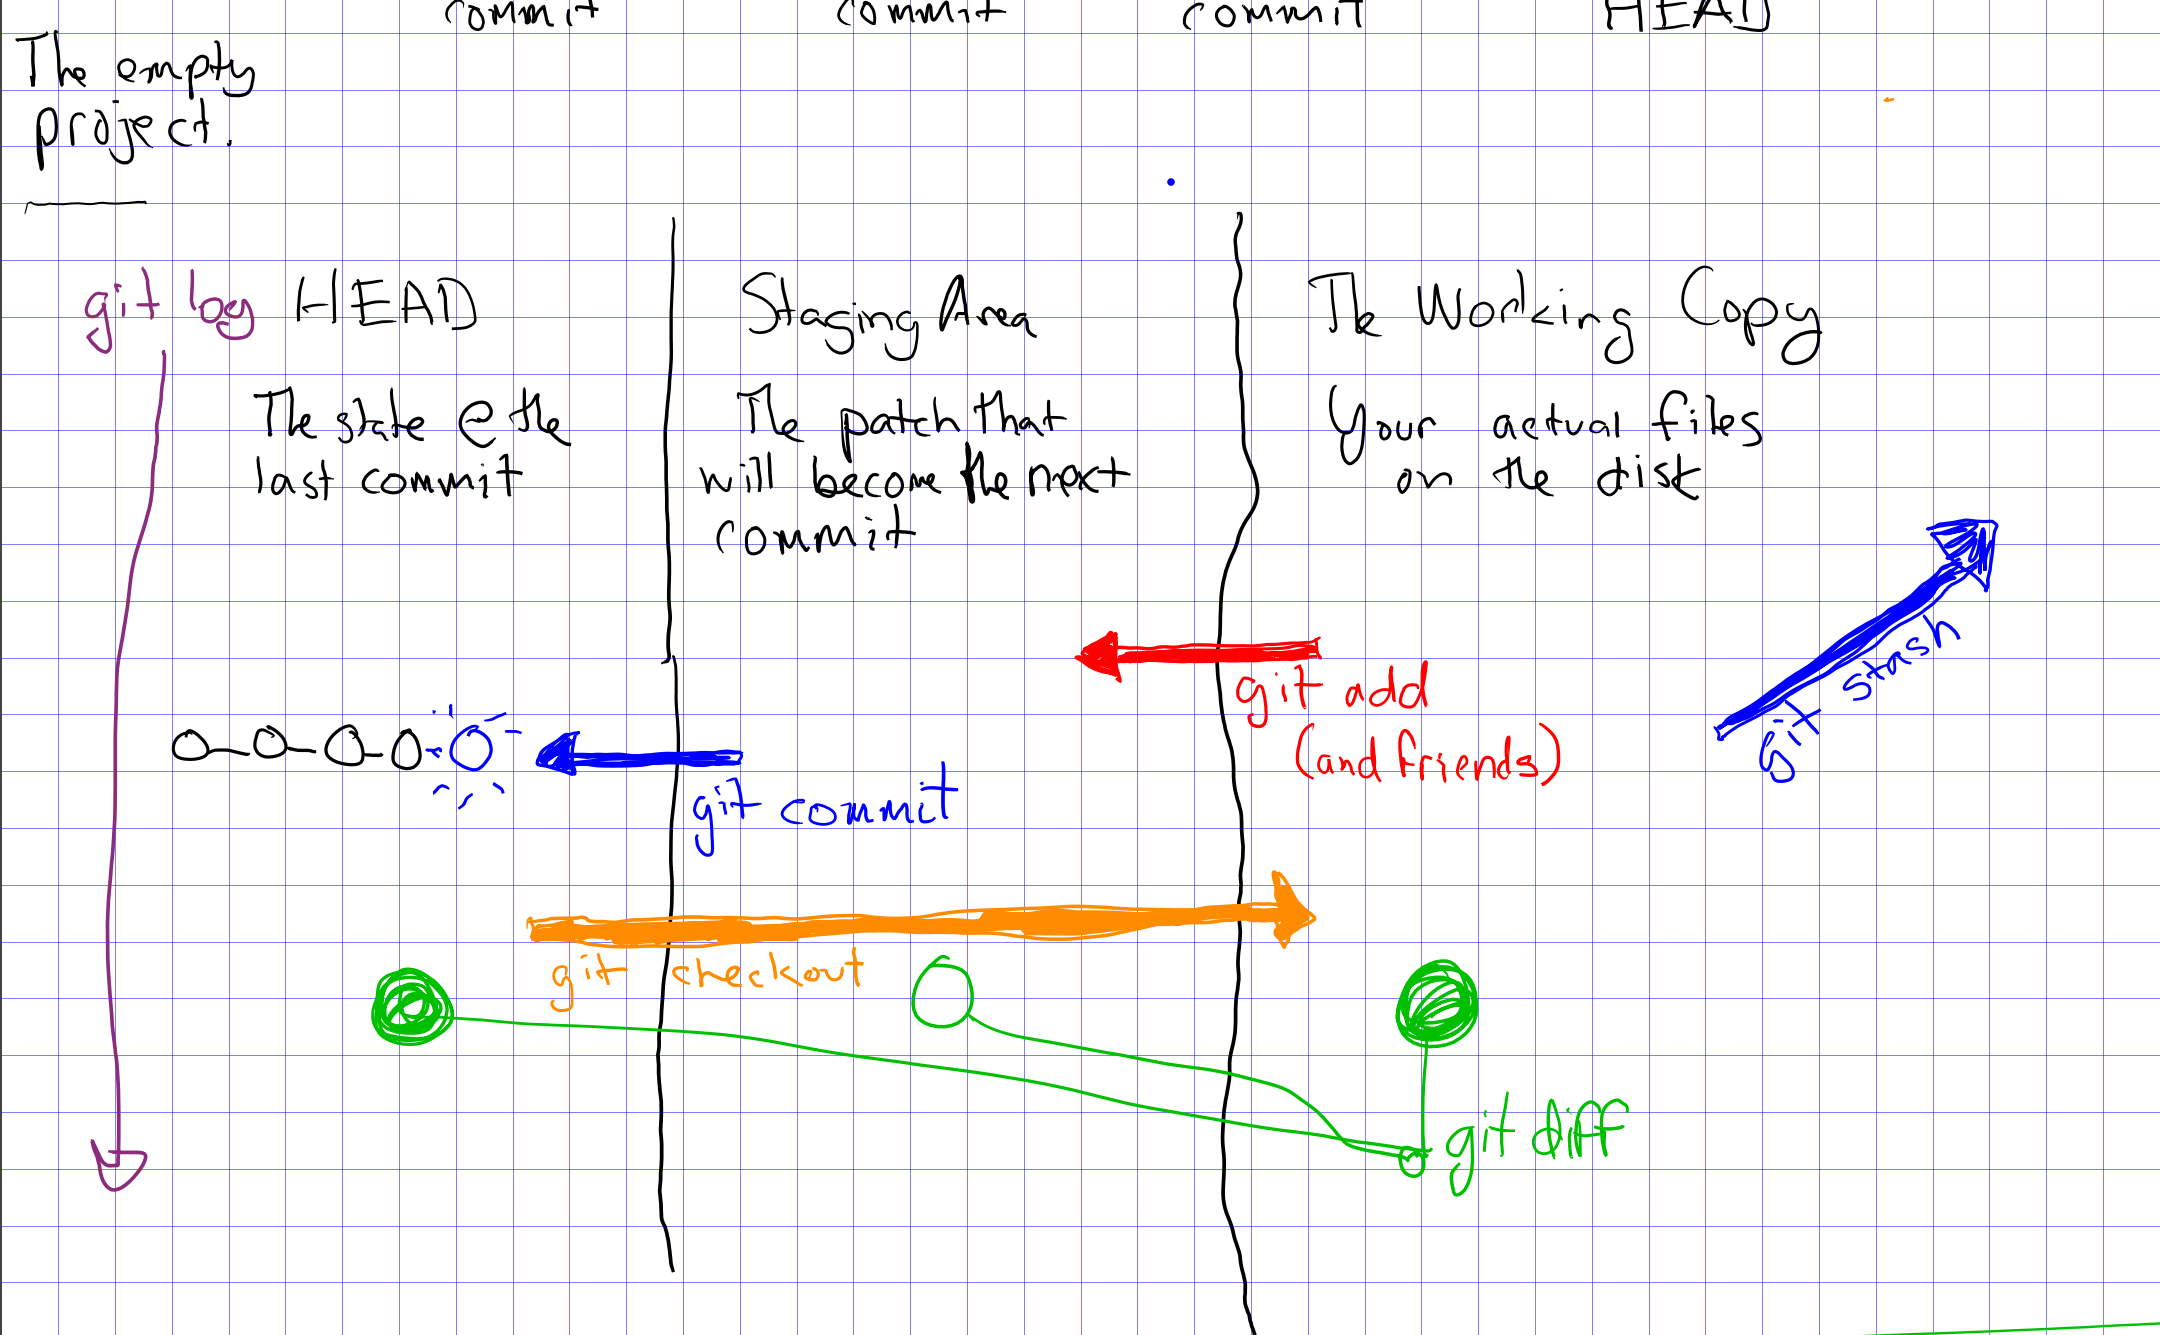 commit commit commit HEAD
The empty
project.
git log HEAD Staging Area The Working Copy
The state @ the
last commit
The patch that
will become the next
commit
Your actual files
on the disk
git stash
git add
(and friends)
git commit
git checkout
git diff